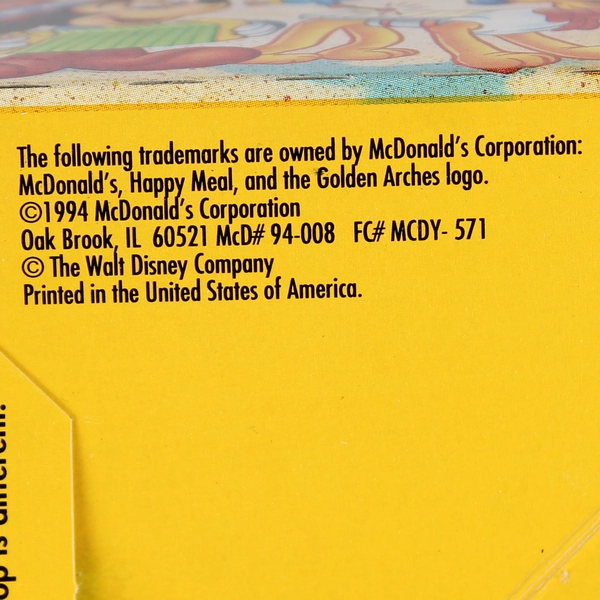 The following trademarks are owned by McDonald's Corporation:
McDonald's, Happy Meal, and the Golden Arches logo.
©1994 McDonald's Corporation
Oak Brook, IL 60521 McD# 94-008 FC# MCDY- 571
© The Walt Disney Company
Printed in the United States of America.
is different.